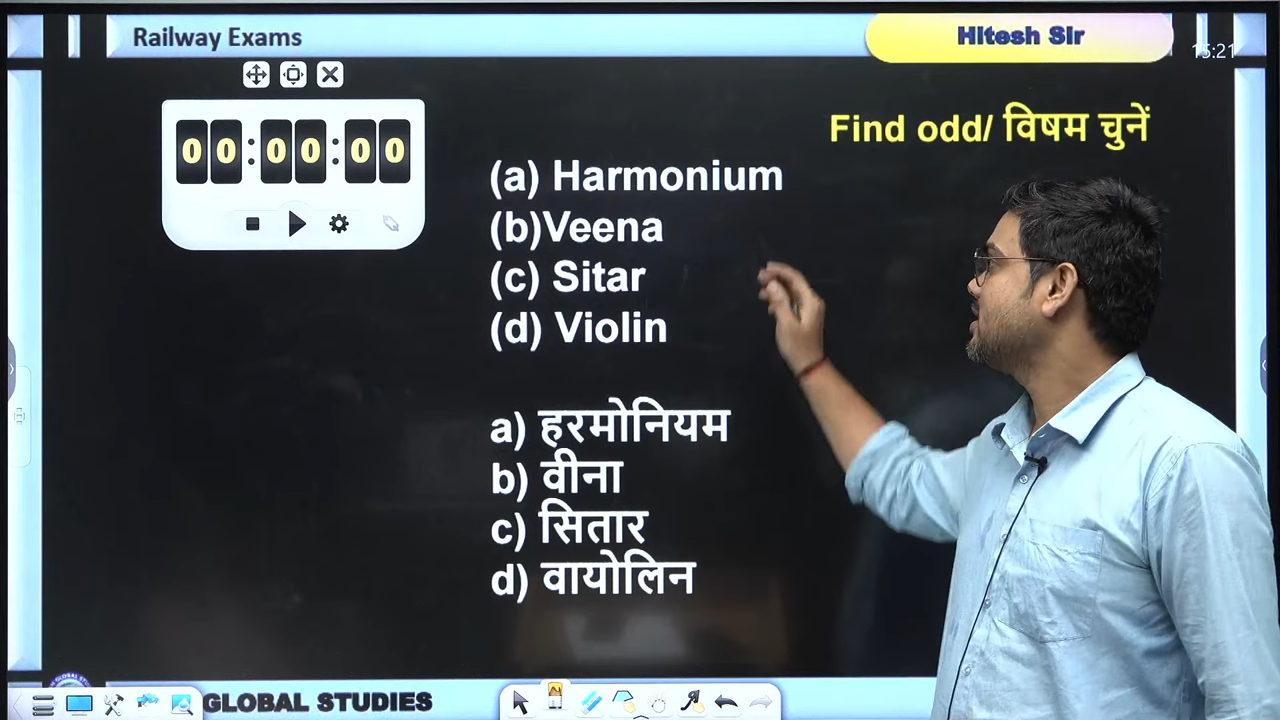 Railway Exams
Hitesh Sir
15:21
00:00:00
Find odd/ विषम चुनें
(a) Harmonium
(b)Veena
(c) Sitar
(d) Violin
a) हरमोनियम
b) वीना
c) सितार
d) वायोलिन
GLOBAL STUDIES